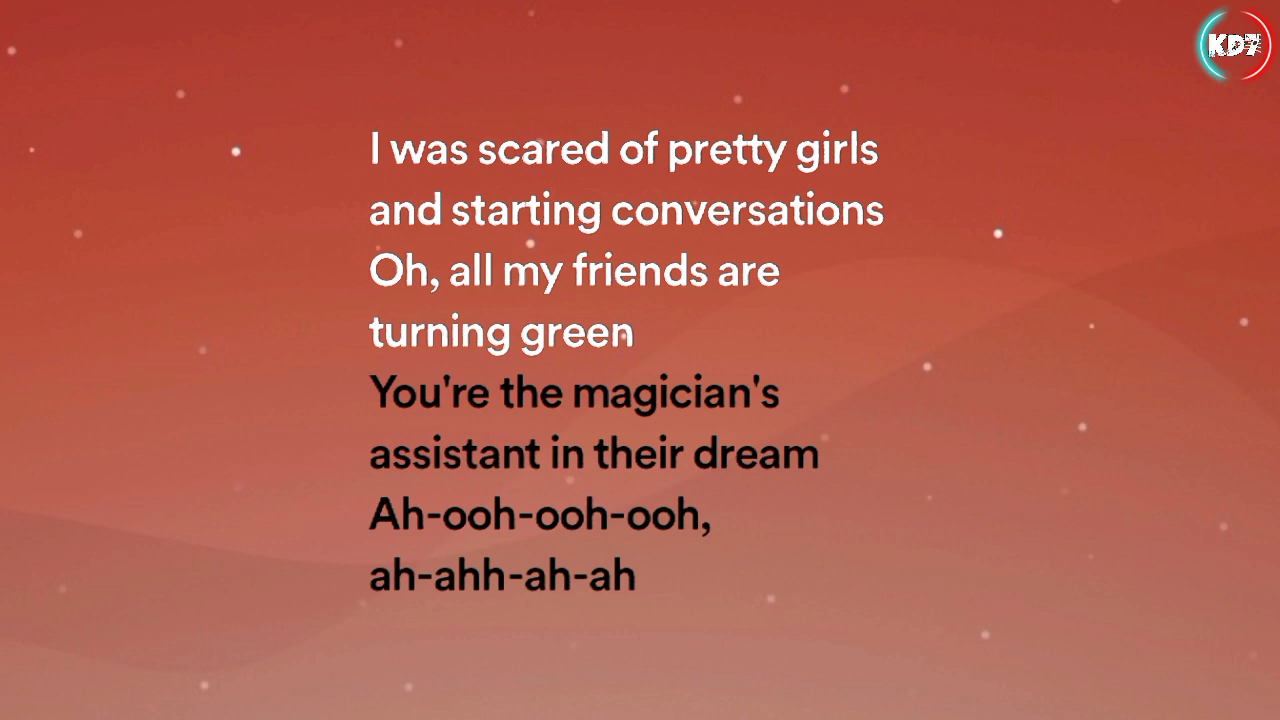 KD7
I was scared of pretty girls
and starting conversations
Oh, all my friends are
turning green
You're the magician's
assistant in their dream
Ah-ooh-ooh-ooh,
ah-ahh-ah-ah